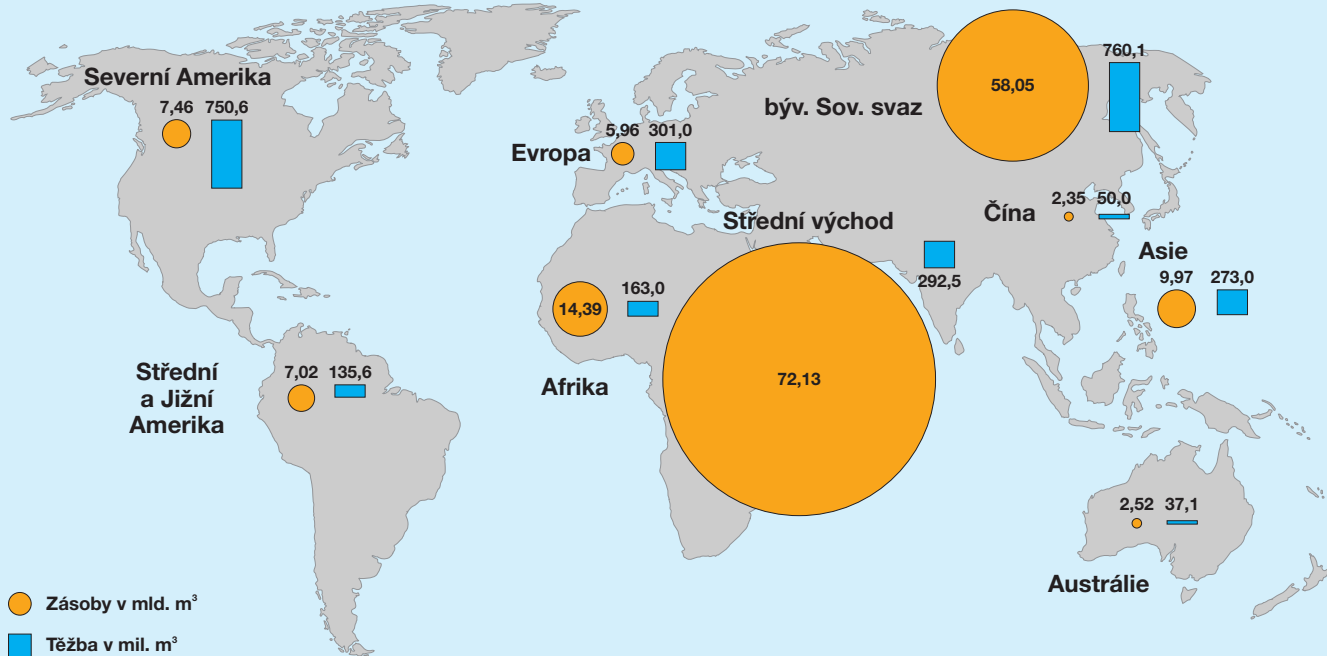 Severní Amerika
7,46 750,6
býv. Sov. svaz
58,05
760,1
Evropa
5,96 301,0
Střední východ
72,13
292,5
Čína
2,35 50,0
Asie
9,97 273,0
14,39
163,0
Afrika
Střední
a Jižní
Amerika
7,02 135,6
2,52 37,1
Austrálie
Zásoby v mld. m³
Těžba v mil. m³